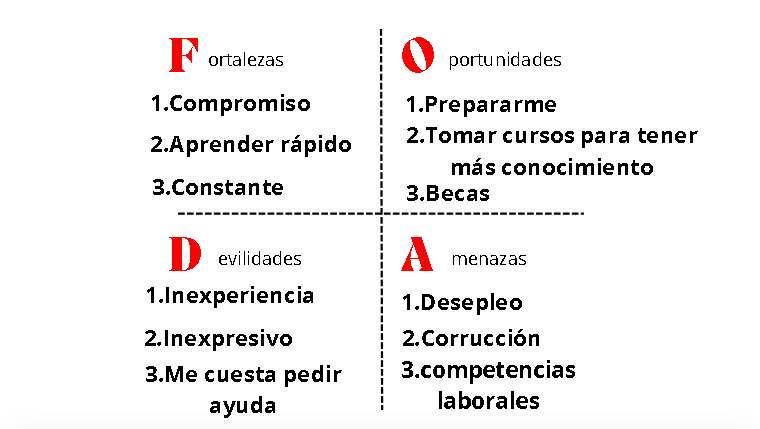 Fortalezas
1.Compromiso
2.Aprender rápido
3.Constante
Oportunidades
1.Prepararme
2.Tomar cursos para tener
más conocimiento
3.Becas
Devilidades
1.Inexperiencia
2.Inexpresivo
3.Me cuesta pedir
ayuda
Amenazas
1.Desepleo
2.Corrucción
3.competencias
laborales